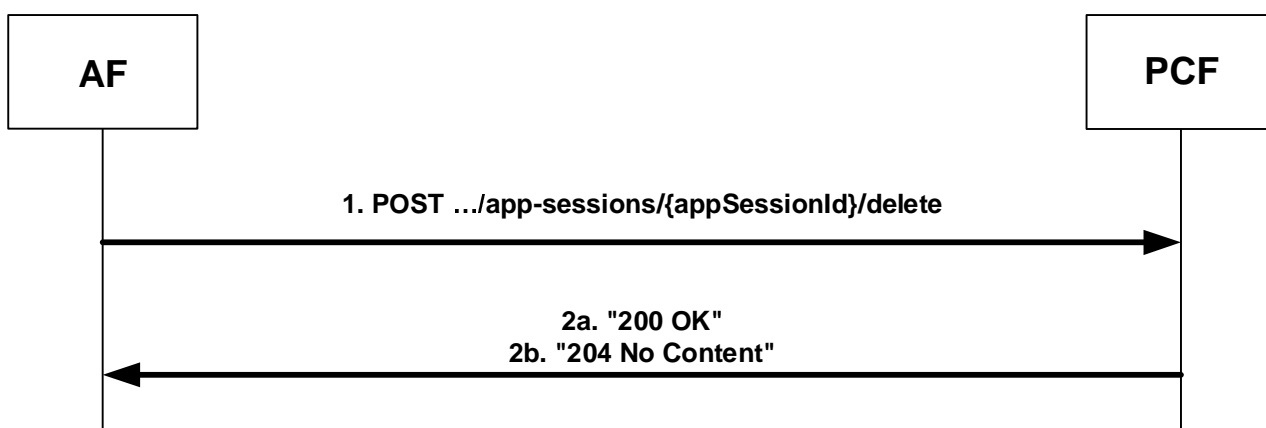 AF
PCF
1. POST …/app-sessions/{appSessionId}/delete
2a. "200 OK"
2b. "204 No Content"